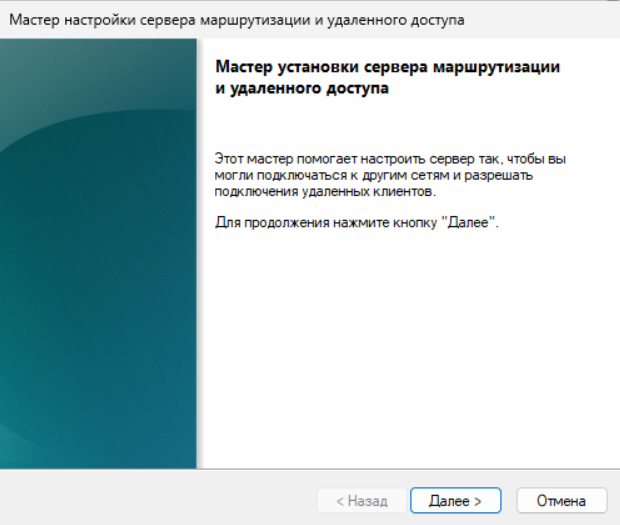 Мастер настройки сервера маршрутизации и удаленного доступа
Мастер установки сервера маршрутизации
и удаленного доступа
Этот мастер помогает настроить сервер так, чтобы вы
могли подключаться к другим сетям и разрешать
подключения удаленных клиентов.
Для продолжения нажмите кнопку "Далее".
< Назад
Далее >
Отмена